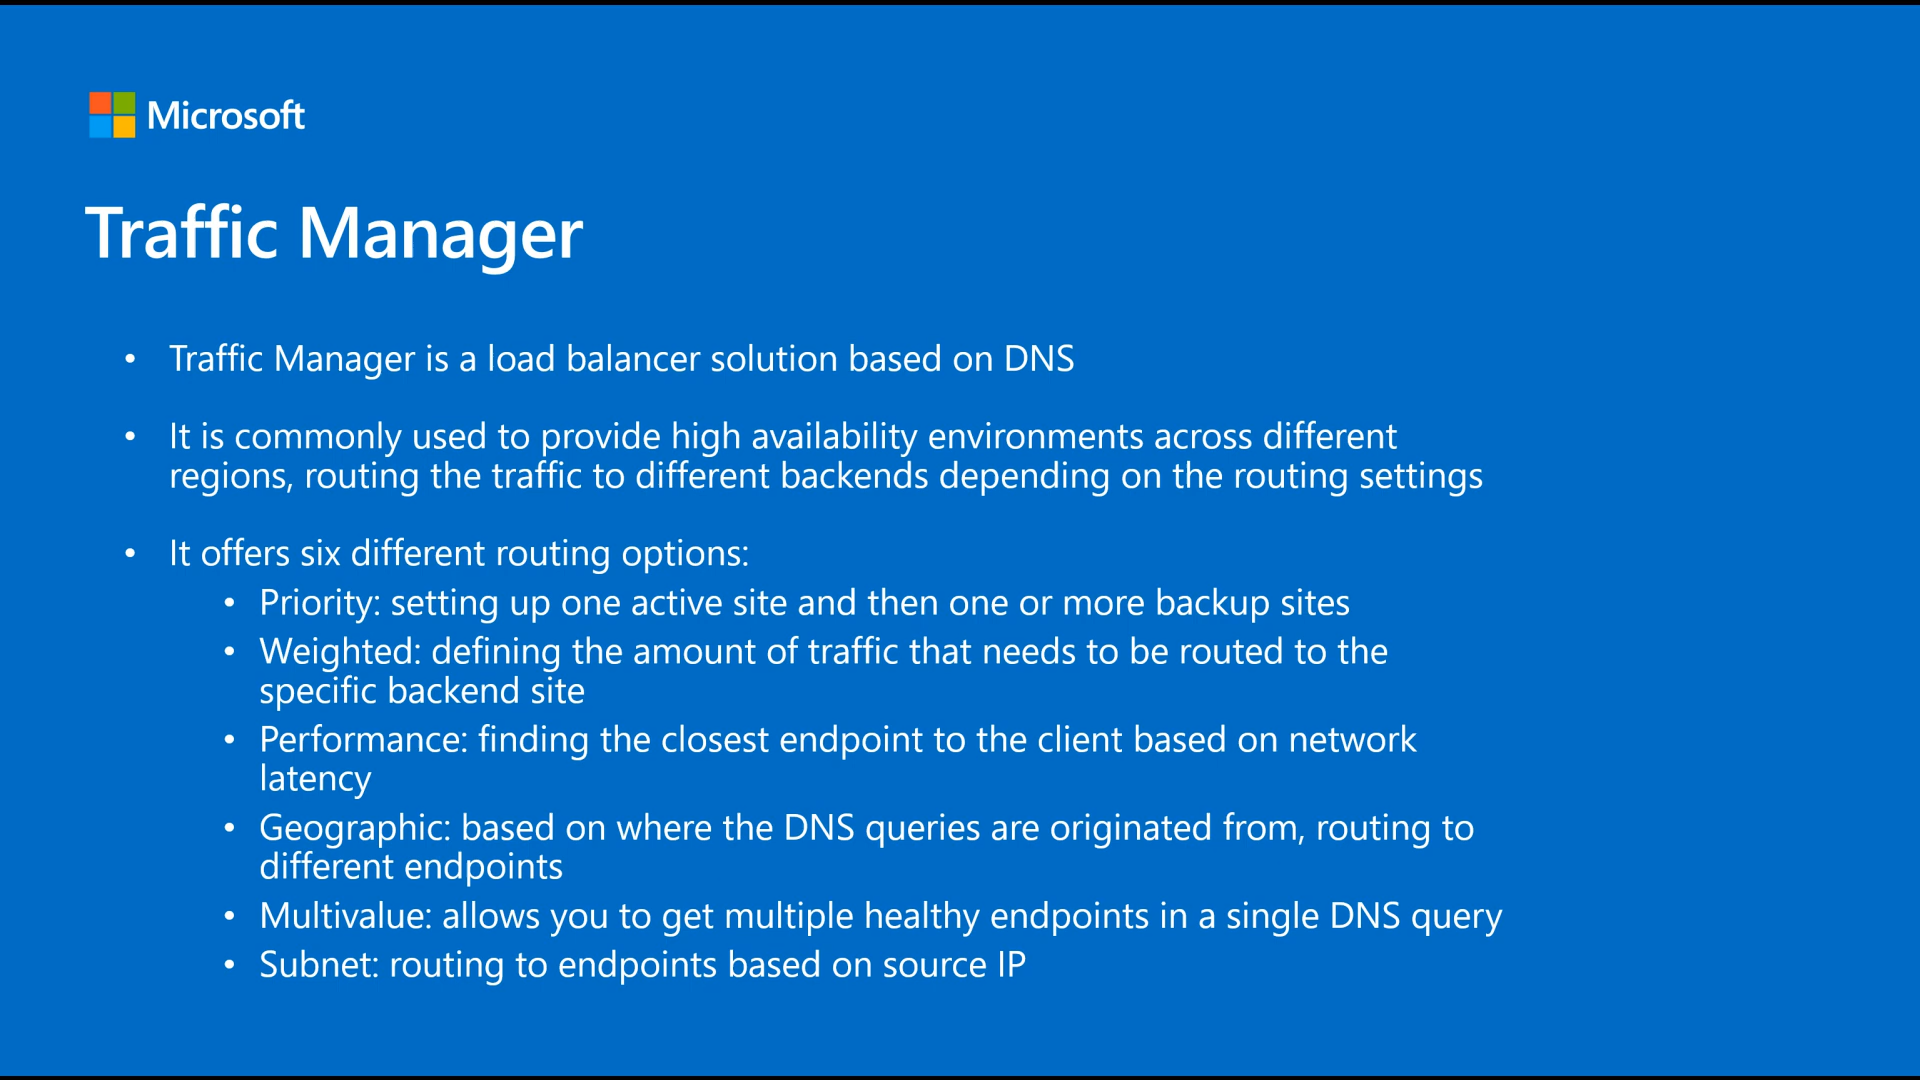 Microsoft
Traffic Manager
• Traffic Manager is a load balancer solution based on DNS
• It is commonly used to provide high availability environments across different
regions, routing the traffic to different backends depending on the routing settings
• It offers six different routing options:
• Priority: setting up one active site and then one or more backup sites
• Weighted: defining the amount of traffic that needs to be routed to the
specific backend site
• Performance: finding the closest endpoint to the client based on network
latency
• Geographic: based on where the DNS queries are originated from, routing to
different endpoints
• Multivalue: allows you to get multiple healthy endpoints in a single DNS query
• Subnet: routing to endpoints based on source IP